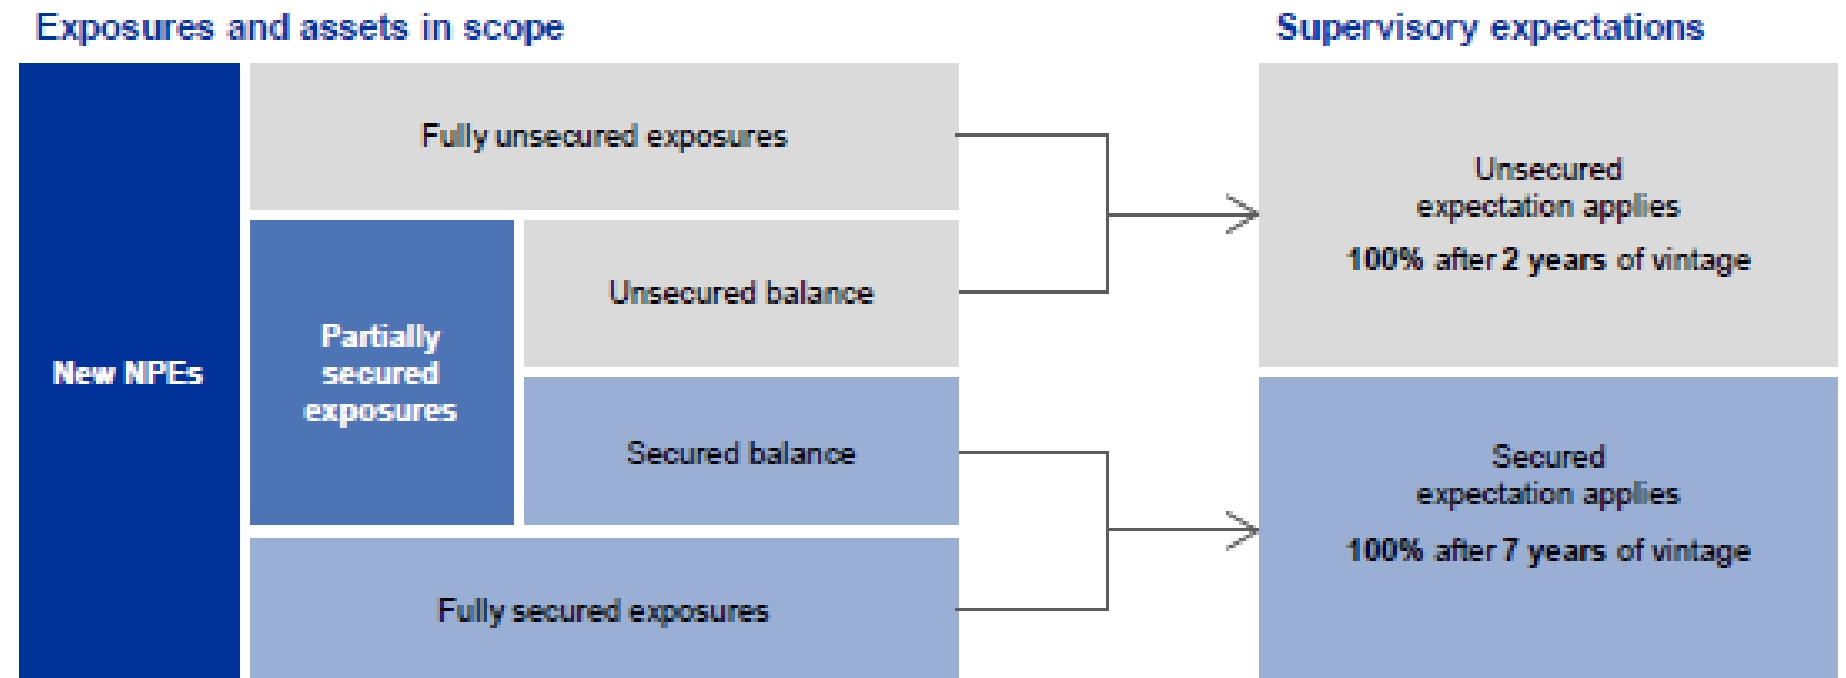 Exposures and assets in scope
Supervisory expectations
New NPEs
Fully unsecured exposures
Partially
secured
exposures
Unsecured balance
Secured balance
Fully secured exposures
Unsecured
expectation applies
100% after 2 years of vintage
Secured
expectation applies
100% after 7 years of vintage